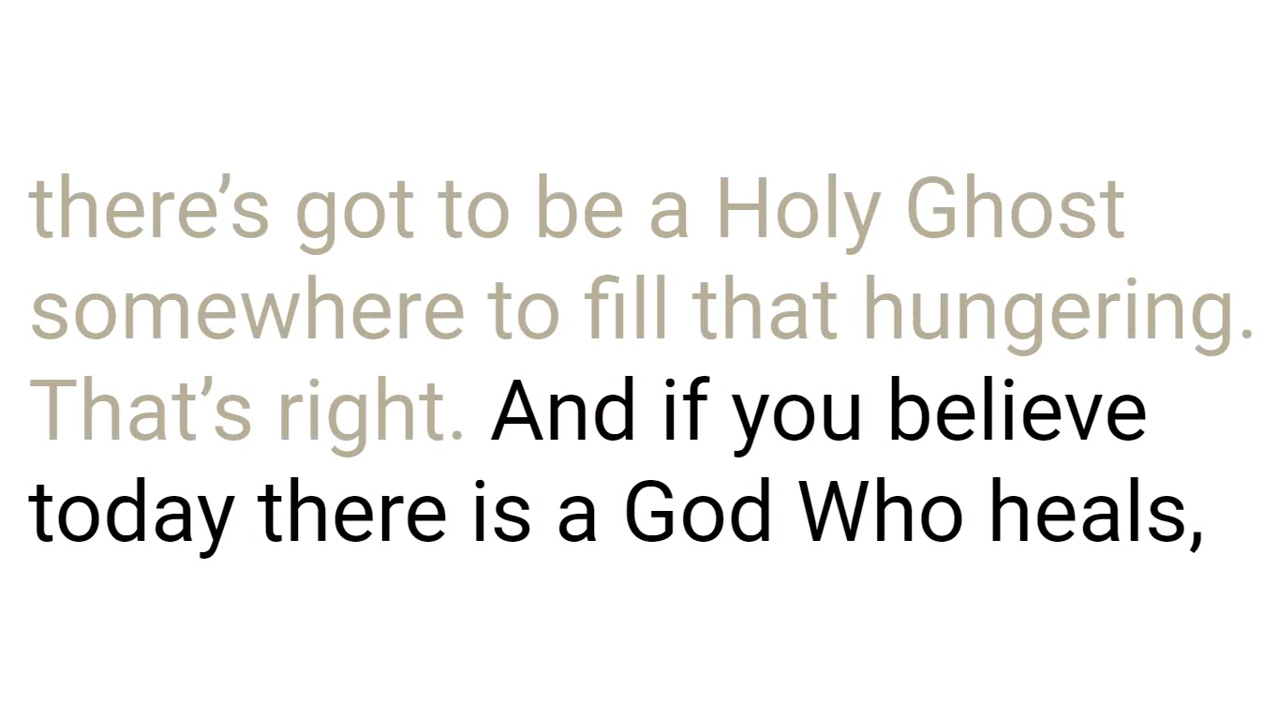 there’s got to be a Holy Ghost
somewhere to fill that hungering.
That’s right. And if you believe
today there is a God Who heals,